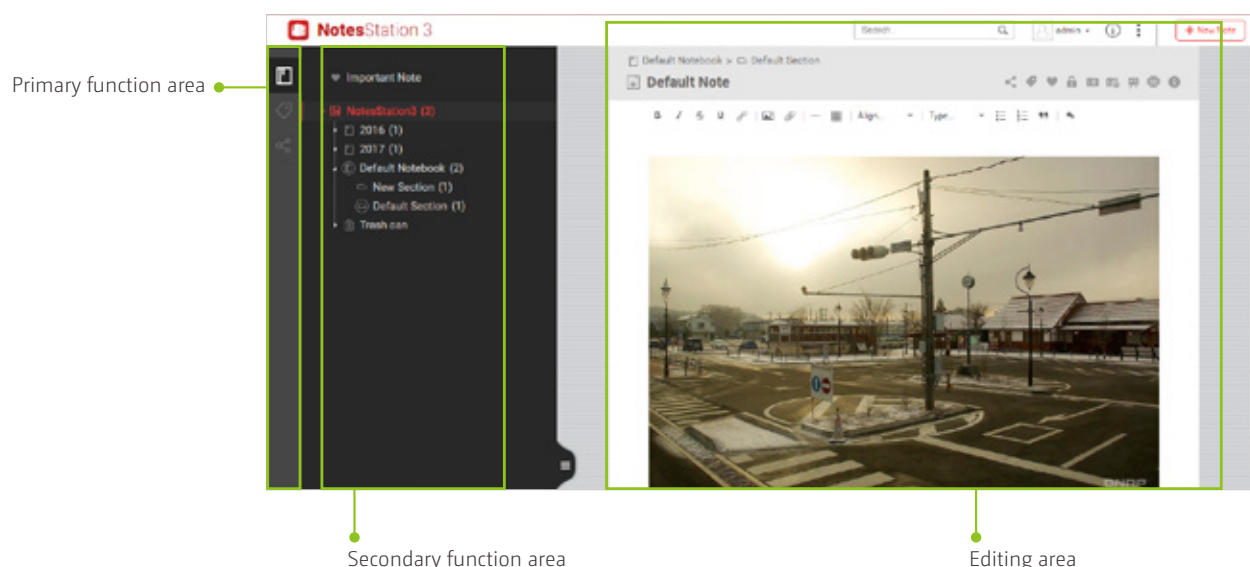 NotesStation 3
Search...
admin
New Note
Primary function area
Important Note
Default Notebook > Default Section
Default Note
NotesStation3 (2)
B I S U Align... Type...
2016 (1)
2017 (1)
Default Notebook (2)
New Section (1)
Default Section (1)
Trash can
Secondary function area
Editing area